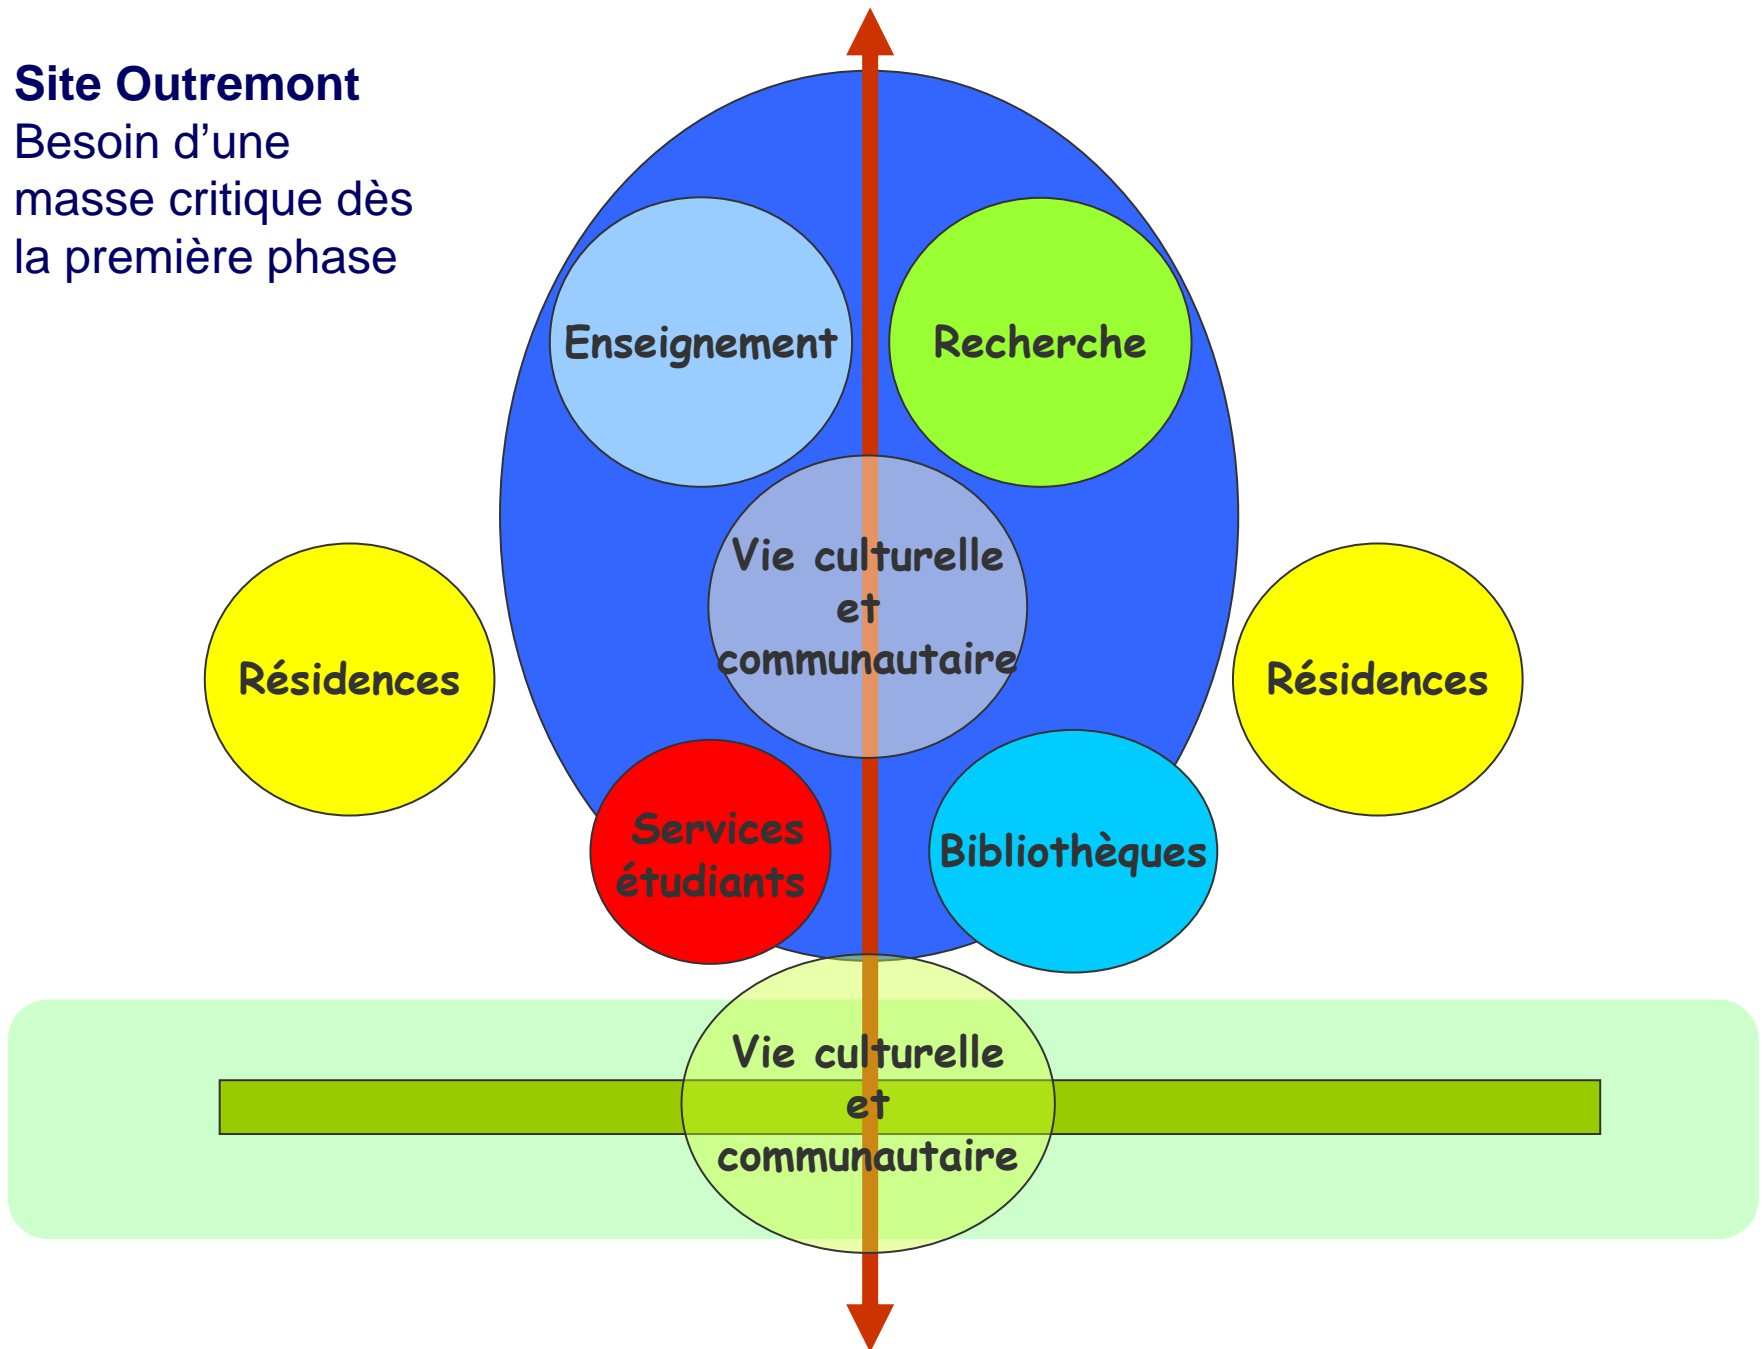 Site Outremont
Besoin d’une
masse critique dès
la première phase
Enseignement
Recherche
Vie culturelle
et
communautaire
Résidences
Résidences
Services
étudiants
Bibliothèques
Vie culturelle
et
communautaire